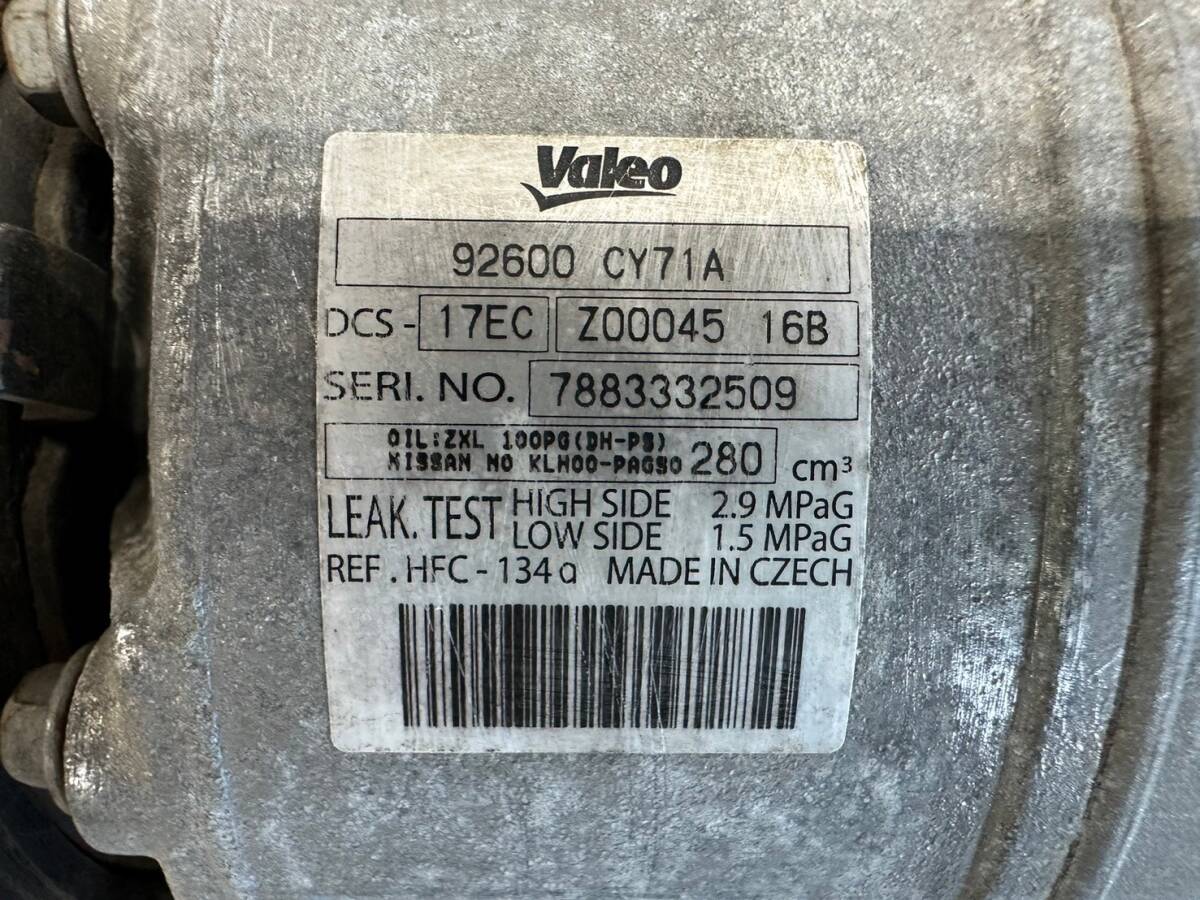 Valeo
92600 CY71A
DCS - 17EC Z00045 16B
SERI. NO. 7883332509
OIL:ZXL 100PG(DH-PS)
NISSAN NO KLH00-PAGS0 280 cm³
LEAK. TEST HIGH SIDE 2.9 MPaG
LOW SIDE 1.5 MPaG
REF. HFC - 134a MADE IN CZECH